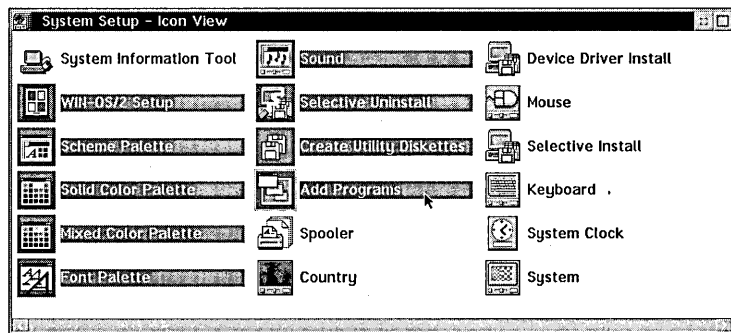 System Setup - Icon View
System Information Tool
WIN-OS/2 Setup
Scheme Palette
Solid Color Palette
Mixed Color Palette
Font Palette
Sound
Selective Uninstall
Create Utility Diskettes
Add Programs
Spooler
Country
Device Driver Install
Mouse
Selective Install
Keyboard
System Clock
System